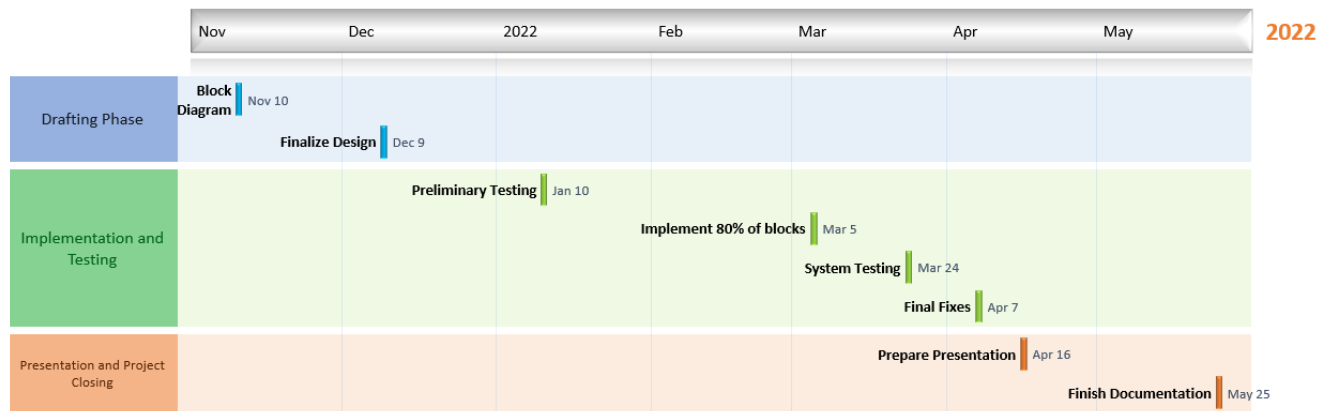 Nov Dec 2022 Feb Mar Apr May 2022
Drafting Phase
Block
Diagram
Nov 10
Finalize Design Dec 9
Implementation and
Testing
Preliminary Testing Jan 10
Implement 80% of blocks Mar 5
System Testing Mar 24
Final Fixes Apr 7
Presentation and Project
Closing
Prepare Presentation Apr 16
Finish Documentation May 25